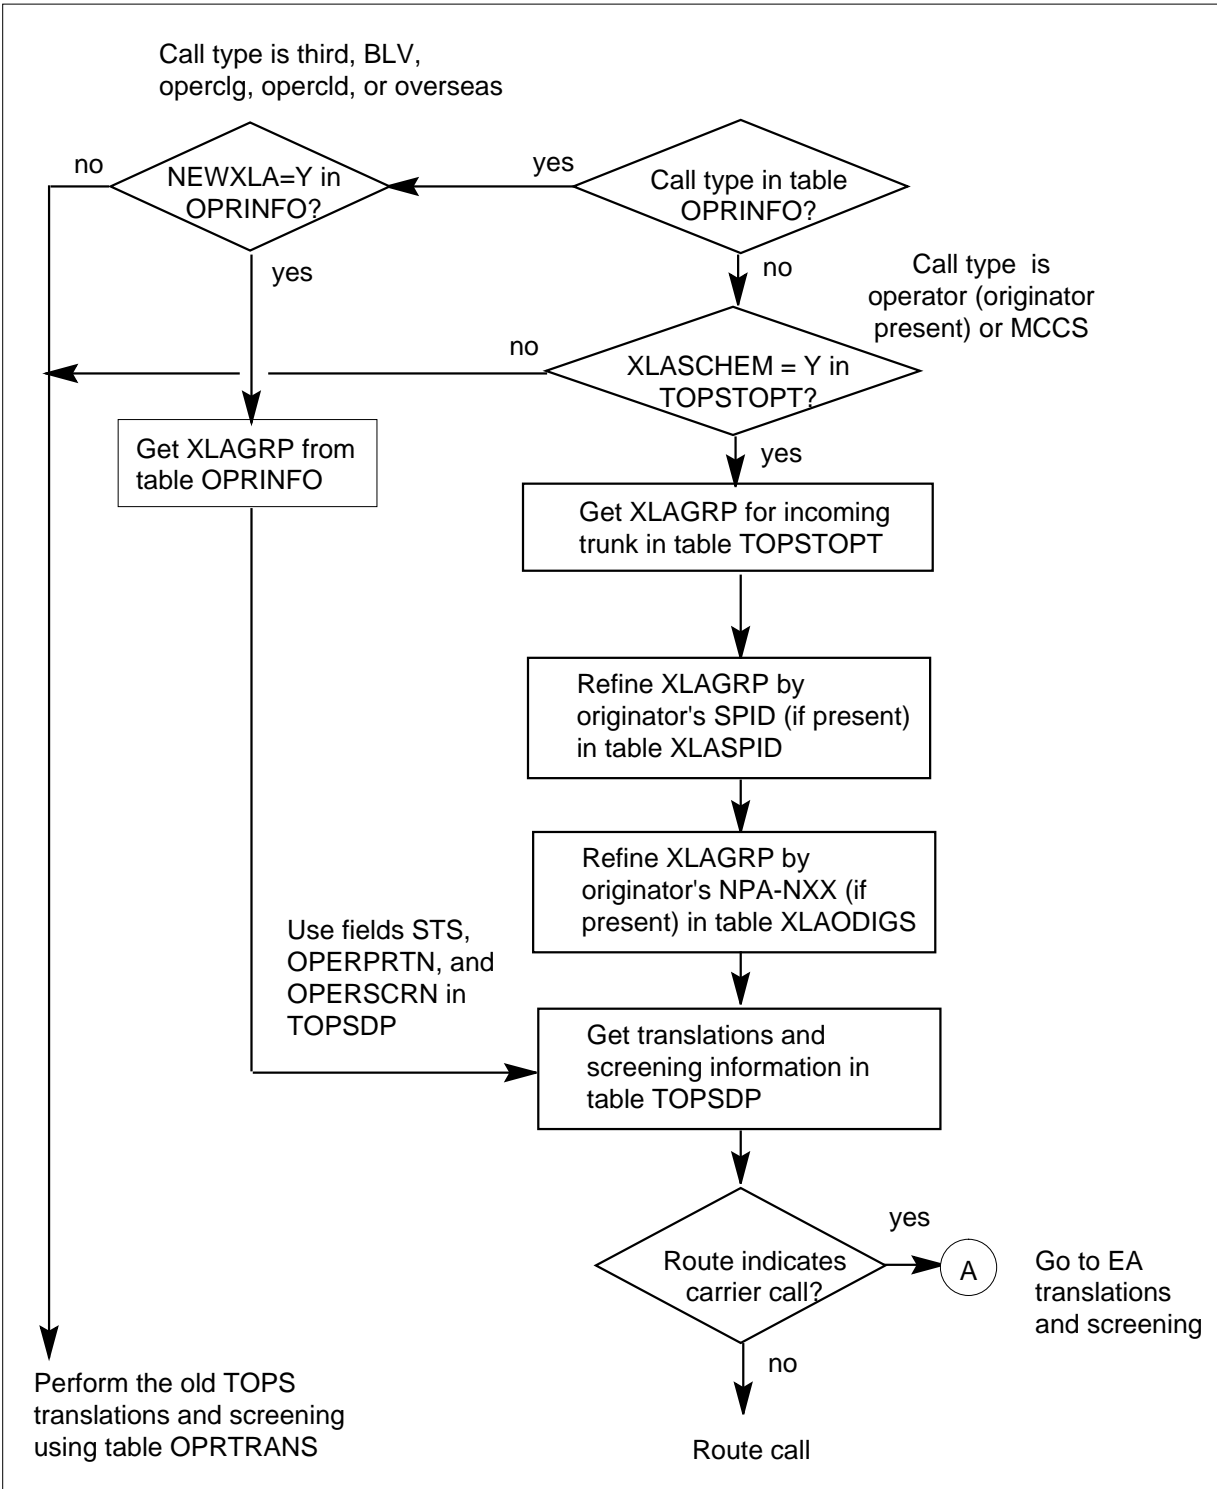 Call type is third, BLV,
operclg, opercld, or overseas
no
NEWXLA=Y in
OPRINFO?
yes
Call type in table
OPRINFO?
yes
no
Call type is
operator (originator
present) or MCCS
no
XLASCHEM = Y in
TOPSTOPT?
yes
Get XLAGRP from
table OPRINFO
Get XLAGRP for incoming
trunk in table TOPSTOPT
Refine XLAGRP by
originator's SPID (if present)
in table XLASPID
Refine XLAGRP by
originator's NPA-NXX (if
present) in table XLAODIGS
Use fields STS,
OPERPRTN, and
OPERSCRN in
TOPSDP
Get translations and
screening information in
table TOPSDP
Route indicates
carrier call?
yes
A
Go to EA
translations
and screening
no
Perform the old TOPS
translations and screening
using table OPRTRANS
Route call